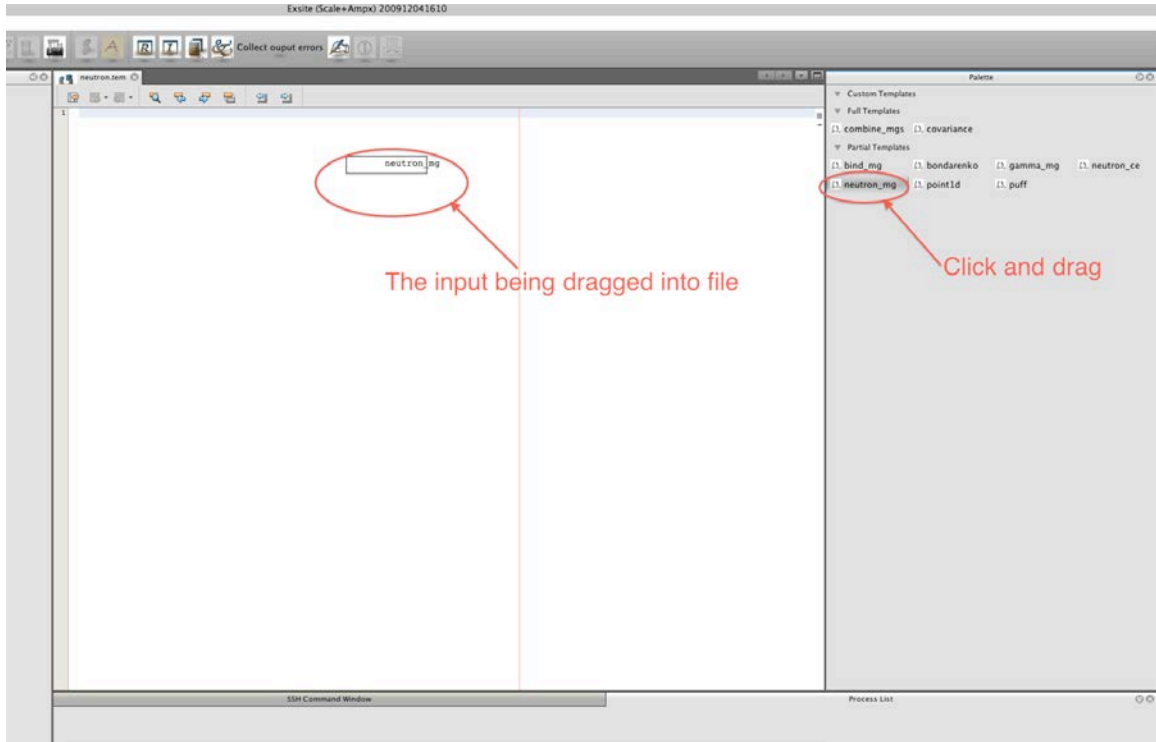 Exsite (Scale+Ampx) 200912041610
A R I Collect ouput errors
neutron.tem
Palette
1
Custom Templates
Full Templates
combine_mgs covariance
Partial Templates
bind_mg bondarenko gamma_mg neutron_ce
neutron_mg point1d puff
neutron_mg
Click and drag
The input being dragged into file
SSH Command Window
Process List